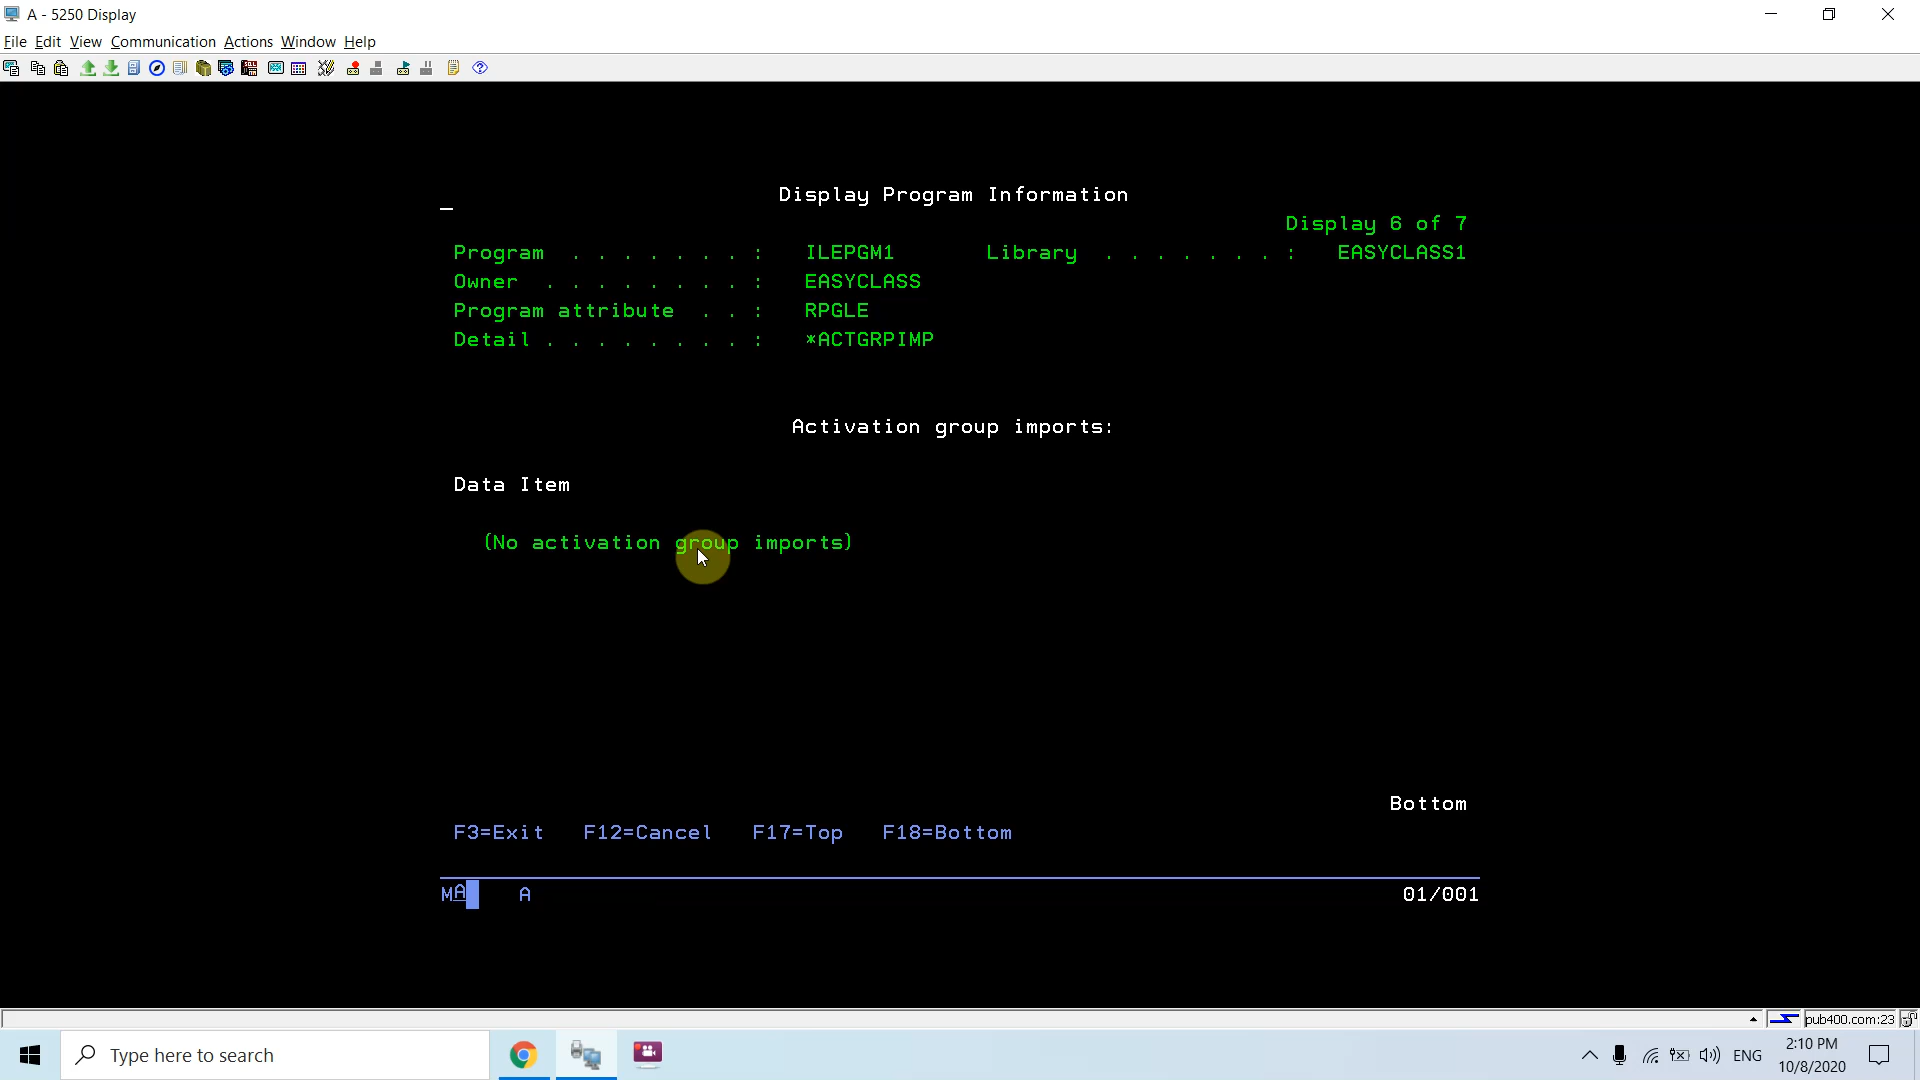 A - 5250 Display
File Edit View Communication Actions Window Help
Display Program Information
Display 6 of 7
Program . . . . . . . : ILEPGM1 Library . . . . . . . : EASYCLASS1
Owner . . . . . . . . : EASYCLASS
Program attribute . . : RPGLE
Detail . . . . . . . . : *ACTGRPIMP
Activation group imports:
Data Item
(No activation group imports)
Bottom
F3=Exit F12=Cancel F17=Top F18=Bottom
MA A 01/001
pub400.com:23
Type here to search
ENG
2:10 PM
10/8/2020